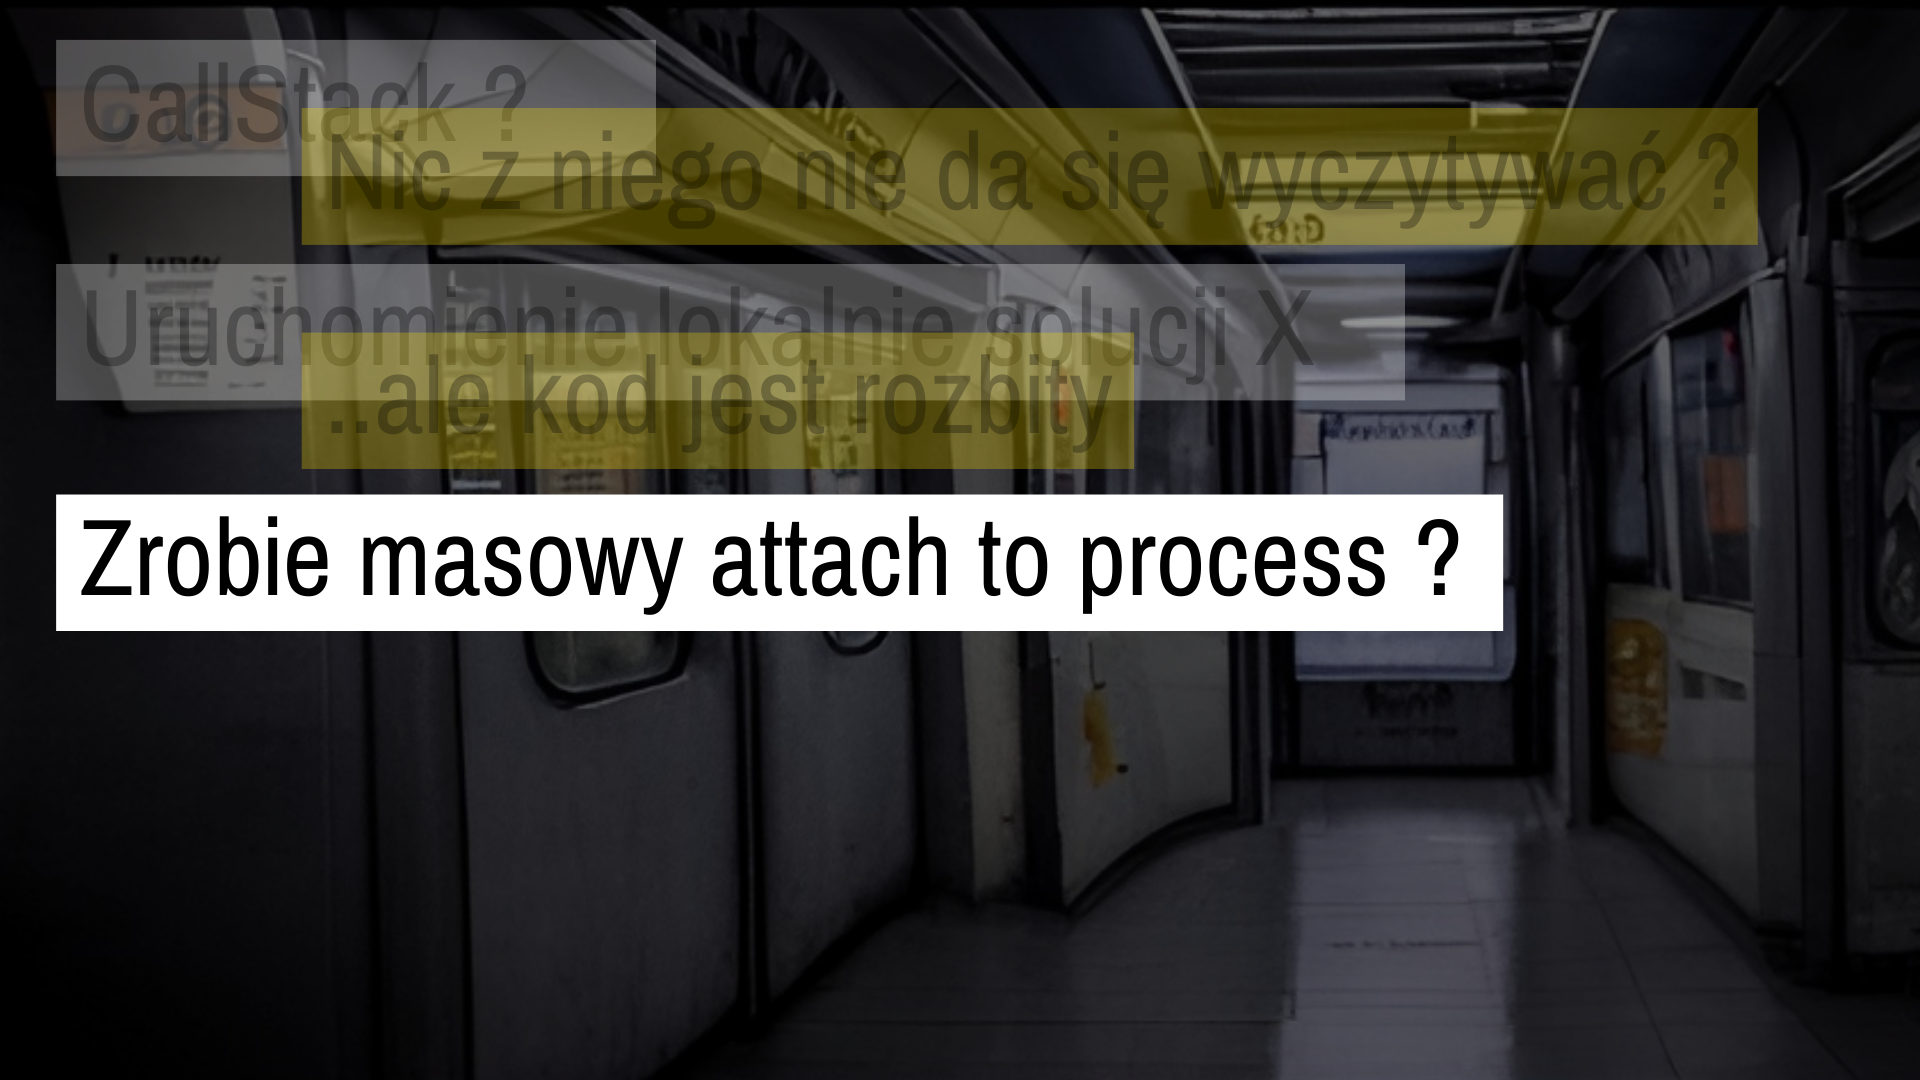 CallStack ?
Nic z niego nie da się wyczytywać ?
Uruchomienie lokalnie solucji X
..ale kod jest rozbity
Zrobie masowy attach to process ?